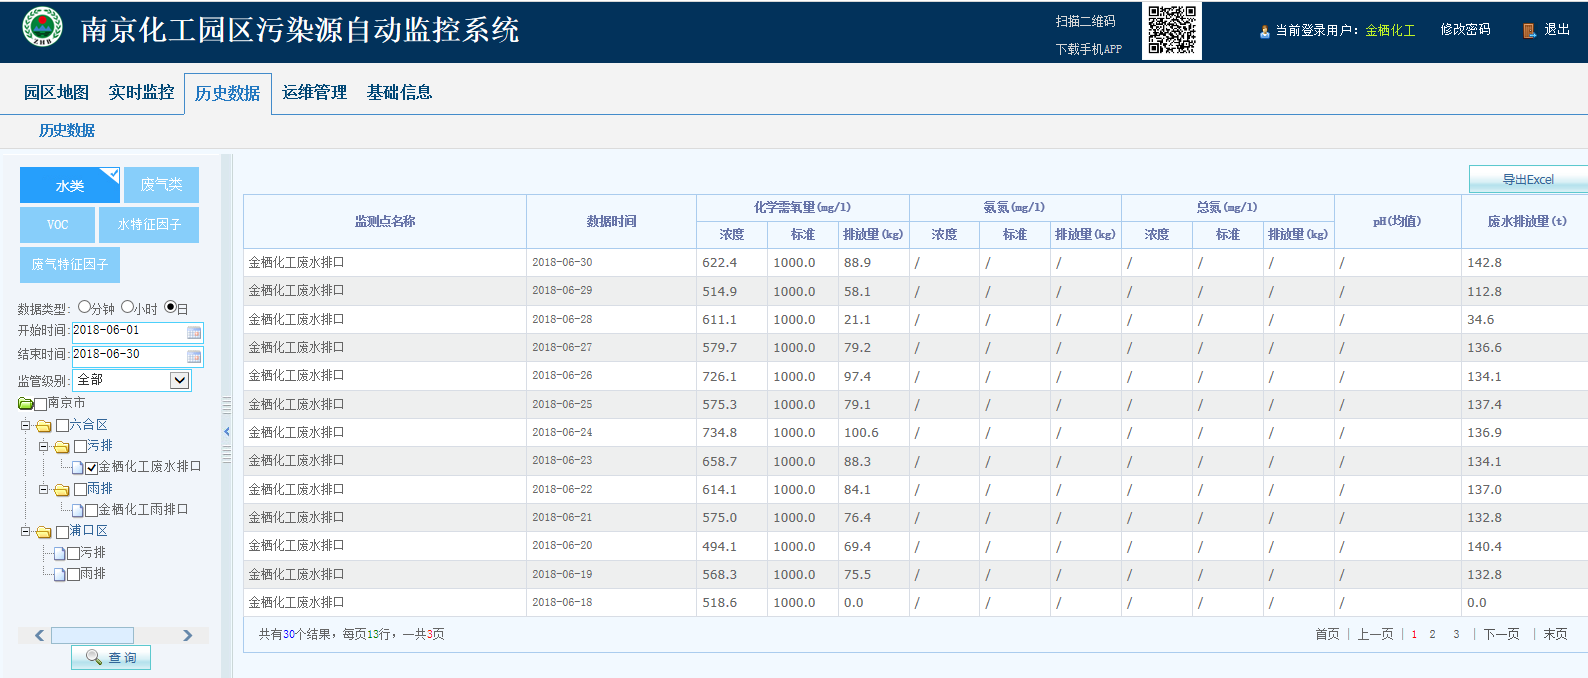 南京化工园区污染源自动监控系统
扫描二维码
下载手机APP
当前登录用户：金栖化工 修改密码 退出
园区地图 实时监控 历史数据 运维管理 基础信息
历史数据
水类 废气类
VOC 水特征因子
废气特征因子
数据类型: 分钟 小时 日
开始时间: 2018-06-01
结束时间: 2018-06-30
监管级别: 全部
南京市
六合区
污排
金栖化工废水排口
雨排
金栖化工雨排口
浦口区
污排
雨排
查 询
导出Excel
监测点名称 数据时间 化学需氧量(mg/l) 氨氮(mg/l) 总氮(mg/l) pH(均值) 废水排放量(t)
浓度 标准 排放量(kg) 浓度 标准 排放量(kg) 浓度 标准 排放量(kg)
金栖化工废水排口 2018-06-30 622.4 1000.0 88.9 / / / / / / / 142.8
金栖化工废水排口 2018-06-29 514.9 1000.0 58.1 / / / / / / / 112.8
金栖化工废水排口 2018-06-28 611.1 1000.0 21.1 / / / / / / / 34.6
金栖化工废水排口 2018-06-27 579.7 1000.0 79.2 / / / / / / / 136.6
金栖化工废水排口 2018-06-26 726.1 1000.0 97.4 / / / / / / / 134.1
金栖化工废水排口 2018-06-25 575.3 1000.0 79.1 / / / / / / / 137.4
金栖化工废水排口 2018-06-24 734.8 1000.0 100.6 / / / / / / / 136.9
金栖化工废水排口 2018-06-23 658.7 1000.0 88.3 / / / / / / / 134.1
金栖化工废水排口 2018-06-22 614.1 1000.0 84.1 / / / / / / / 137.0
金栖化工废水排口 2018-06-21 575.0 1000.0 76.4 / / / / / / / 132.8
金栖化工废水排口 2018-06-20 494.1 1000.0 69.4 / / / / / / / 140.4
金栖化工废水排口 2018-06-19 568.3 1000.0 75.5 / / / / / / / 132.8
金栖化工废水排口 2018-06-18 518.6 1000.0 0.0 / / / / / / / 0.0
共有30个结果，每页13行，一共3页
首页 | 上一页 | 1 2 3 | 下一页 | 末页